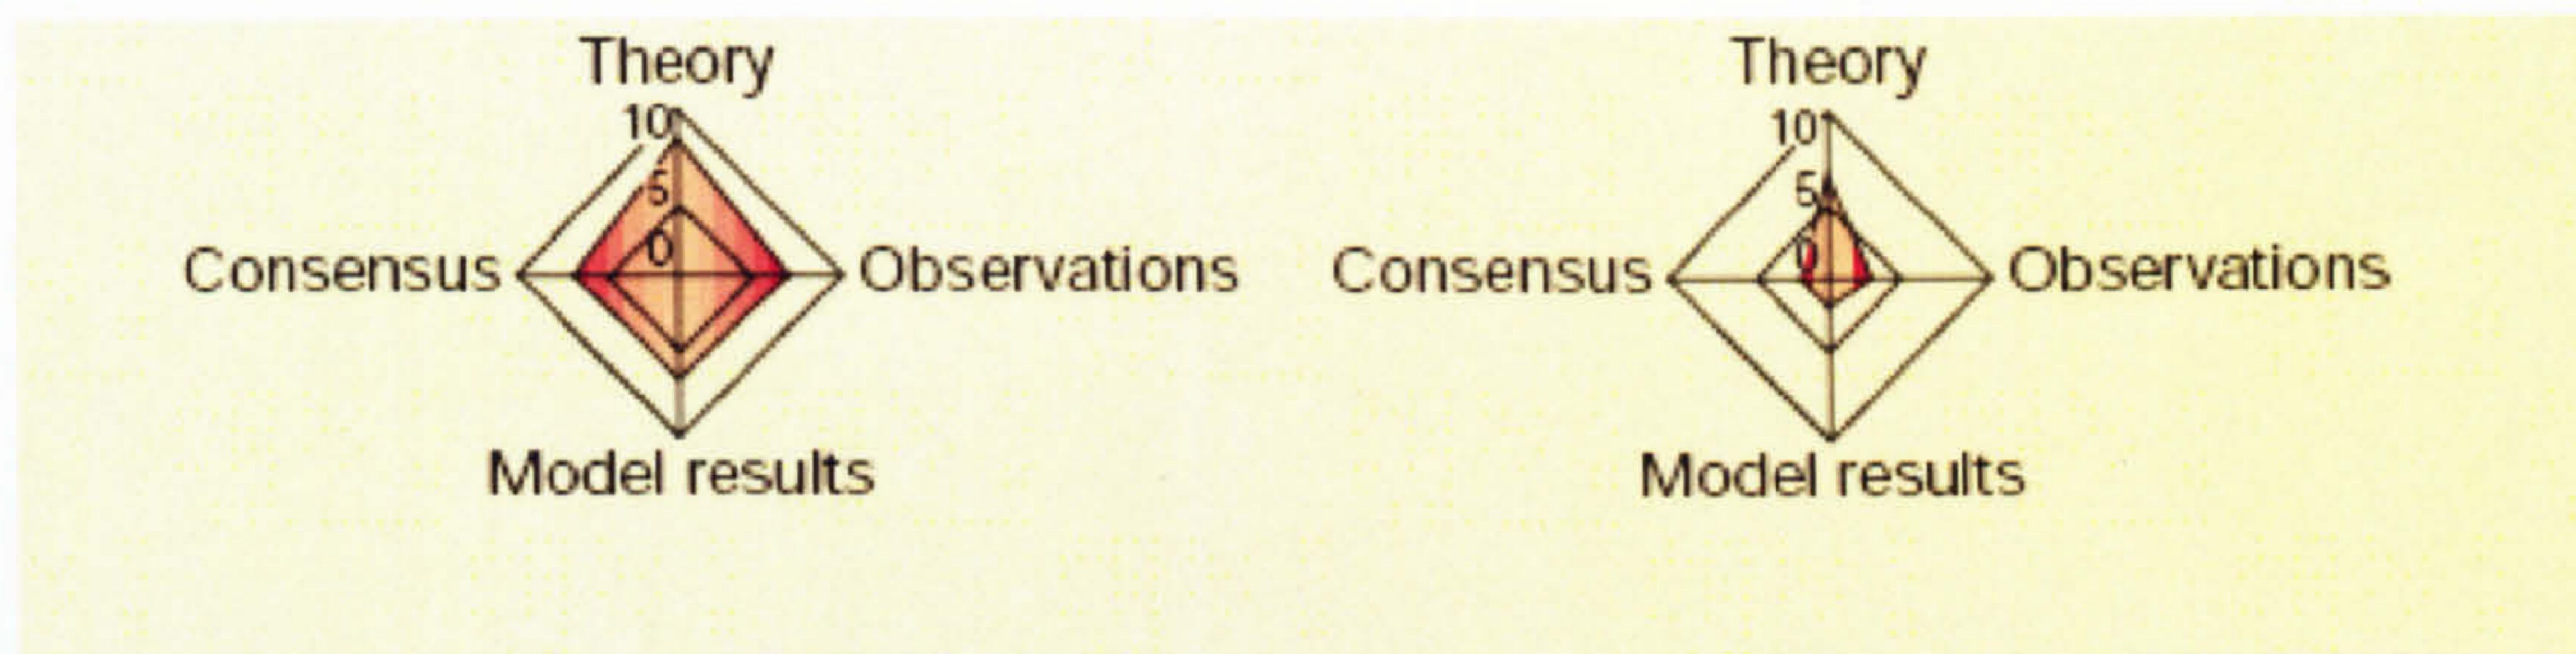 Theory
10
5
0
Consensus
Observations
Model results
Theory
10
5
0
Consensus
Observations
Model results